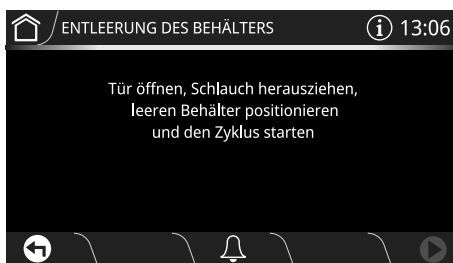 ENTLEERUNG DES BEHÄLTERS
i 13:06
Tür öffnen, Schlauch herausziehen,
leeren Behälter positionieren
und den Zyklus starten